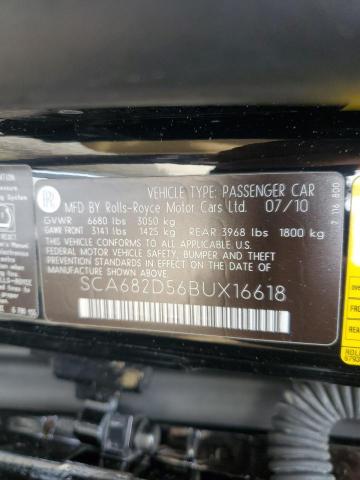 VEHICLE TYPE: PASSENGER CAR
MFD BY Rolls-Royce Motor Cars Ltd. 07/10
GVWR 6680 lbs 3050 kg
GAWR FRONT 3141 lbs 1425 kg REAR 3968 lbs 1800 kg
THIS VEHICLE CONFORMS TO ALL APPLICABLE
FEDERAL MOTOR VEHICLE SAFETY, BUMPER AND THEFT
PREVENTION STANDARDS IN EFFECT ON THE DATE OF
MANUFACTURE SHOWN ABOVE
SCA682D56BUX16618